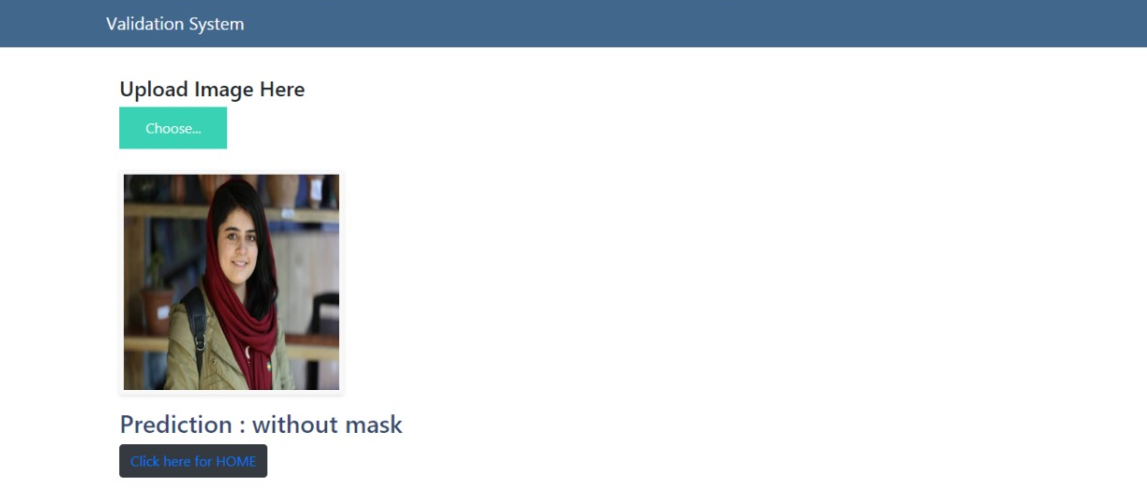 Validation System
Upload Image Here
Choose...
Prediction : without mask
Click here for HOME